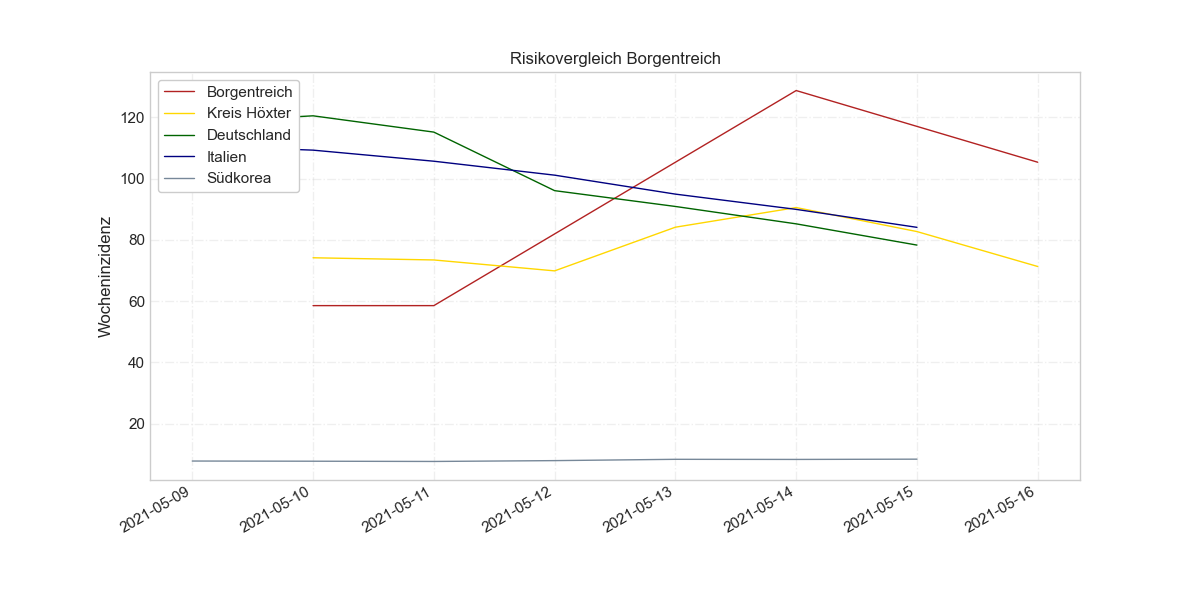 Risikovergleich Borgentreich
Borgentreich
Kreis Höxter
Deutschland
Italien
Südkorea
Wocheninzidenz
120
100
80
60
40
20
2021-05-09
2021-05-10
2021-05-11
2021-05-12
2021-05-13
2021-05-14
2021-05-15
2021-05-16